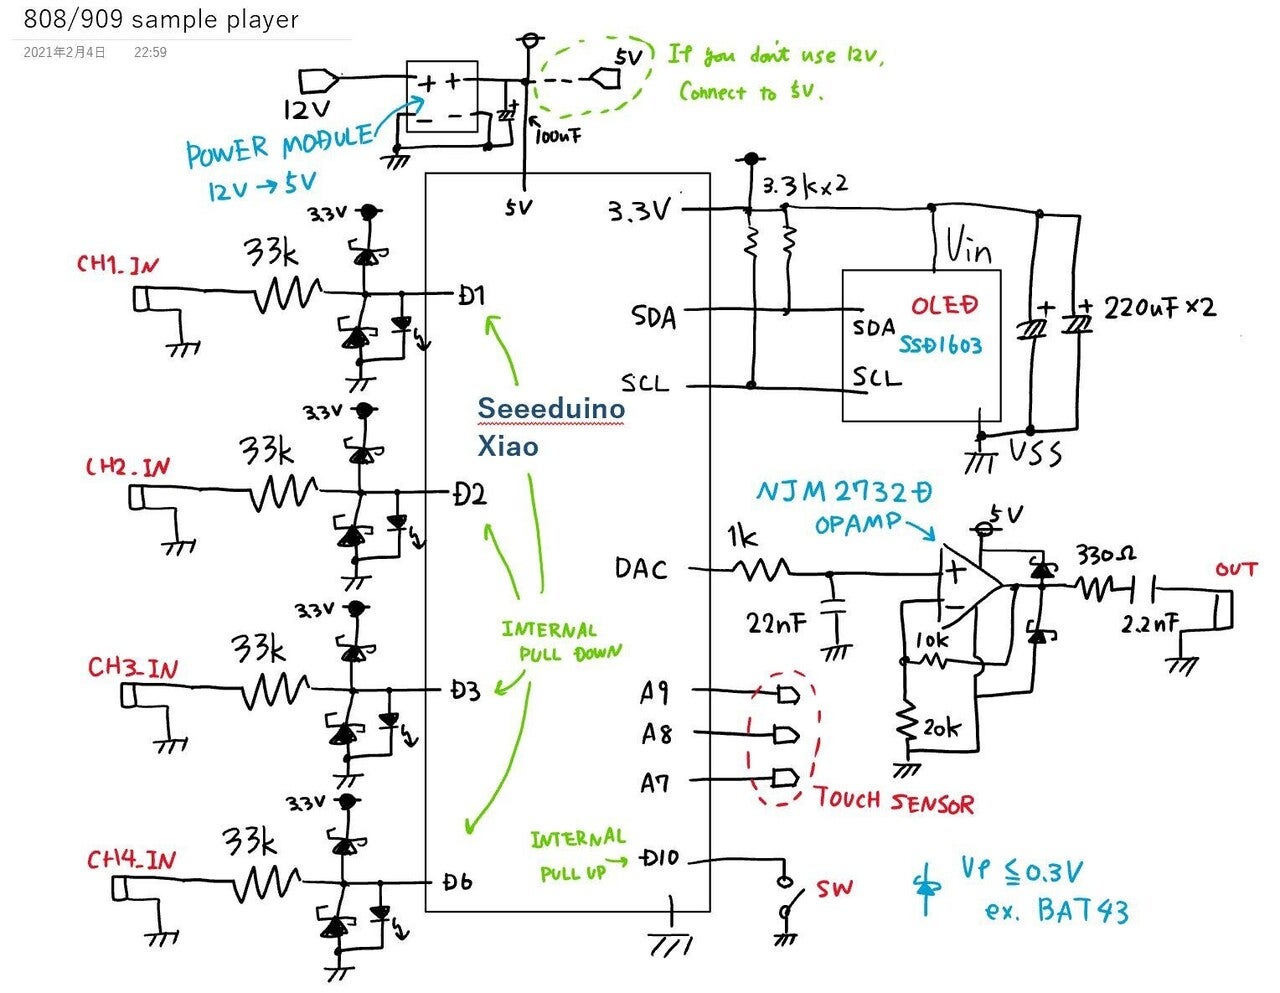 808/909 sample player
2021年2月4日 22:59
12V
+ +
- -
POWER MODULE
12V→5V
+
100uF
5V
If you don't use 12V,
Connect to 5V.
5V
3.3V
3.3k×2
Vin
OLED
SSD1603
SDA
SCL
SDA
SCL
+
+
220uF×2
VSS
3.3V
33k
CH1_IN
D1
3.3V
33k
CH2_IN
D2
3.3V
33k
CH3_IN
D3
3.3V
33k
CH4_IN
D6
Seeeduino
Xiao
INTERNAL
PULL DOWN
NJM2732D
OPAMP
5V
DAC
1k
22nF
+
-
10k
20k
330Ω
2.2nF
OUT
A9
A8
A7
TOUCH SENSOR
INTERNAL
PULL UP → D10
SW
VF ≦0.3V
ex. BAT43